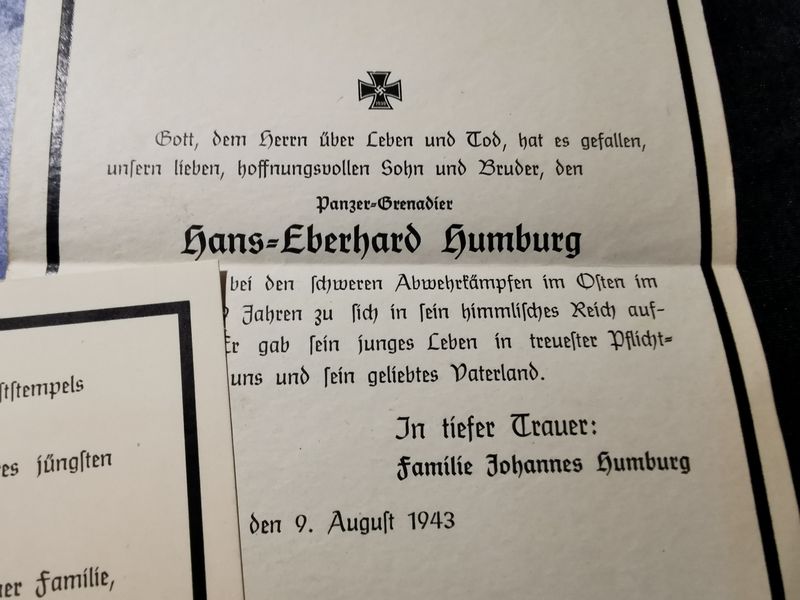 Gott, dem Herrn über Leben und Tod, hat es gefallen,
unſern lieben, hoffnungsvollen Sohn und Bruder, den
Panzer=Grenadier
Hans=Eberhard Humburg
bei den ſchweren Abwehrkämpfen im Oſten im
Jahren zu ſich in ſein himmliſches Reich auf-
Er gab ſein junges Leben in treueſter Pflicht=
uns und ſein geliebtes Vaterland.
In tiefer Trauer:
Familie Johannes Humburg
den 9. Auguſt 1943
ſtſtempels
es jüngſten
er Familie,